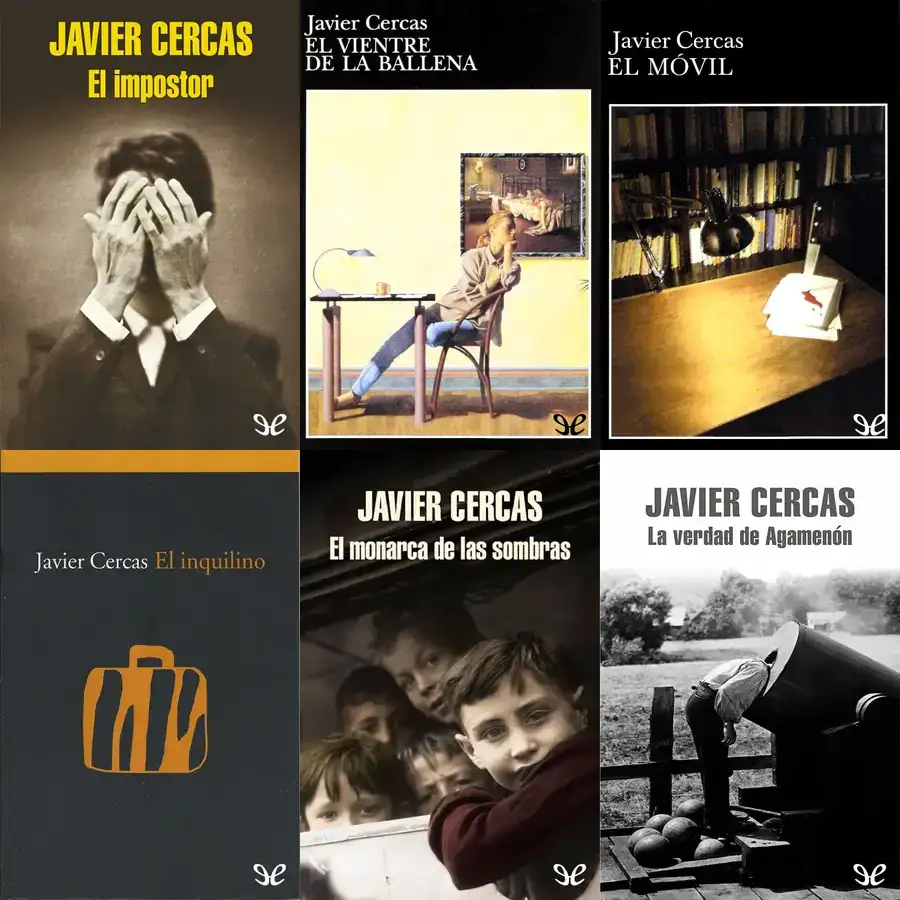 JAVIER CERCAS
El impostor
Javier Cercas
EL VIENTRE
DE LA BALLENA
Javier Cercas
EL MÓVIL
Javier Cercas El inquilino
JAVIER CERCAS
El monarca de las sombras
JAVIER CERCAS
La verdad de Agamenón